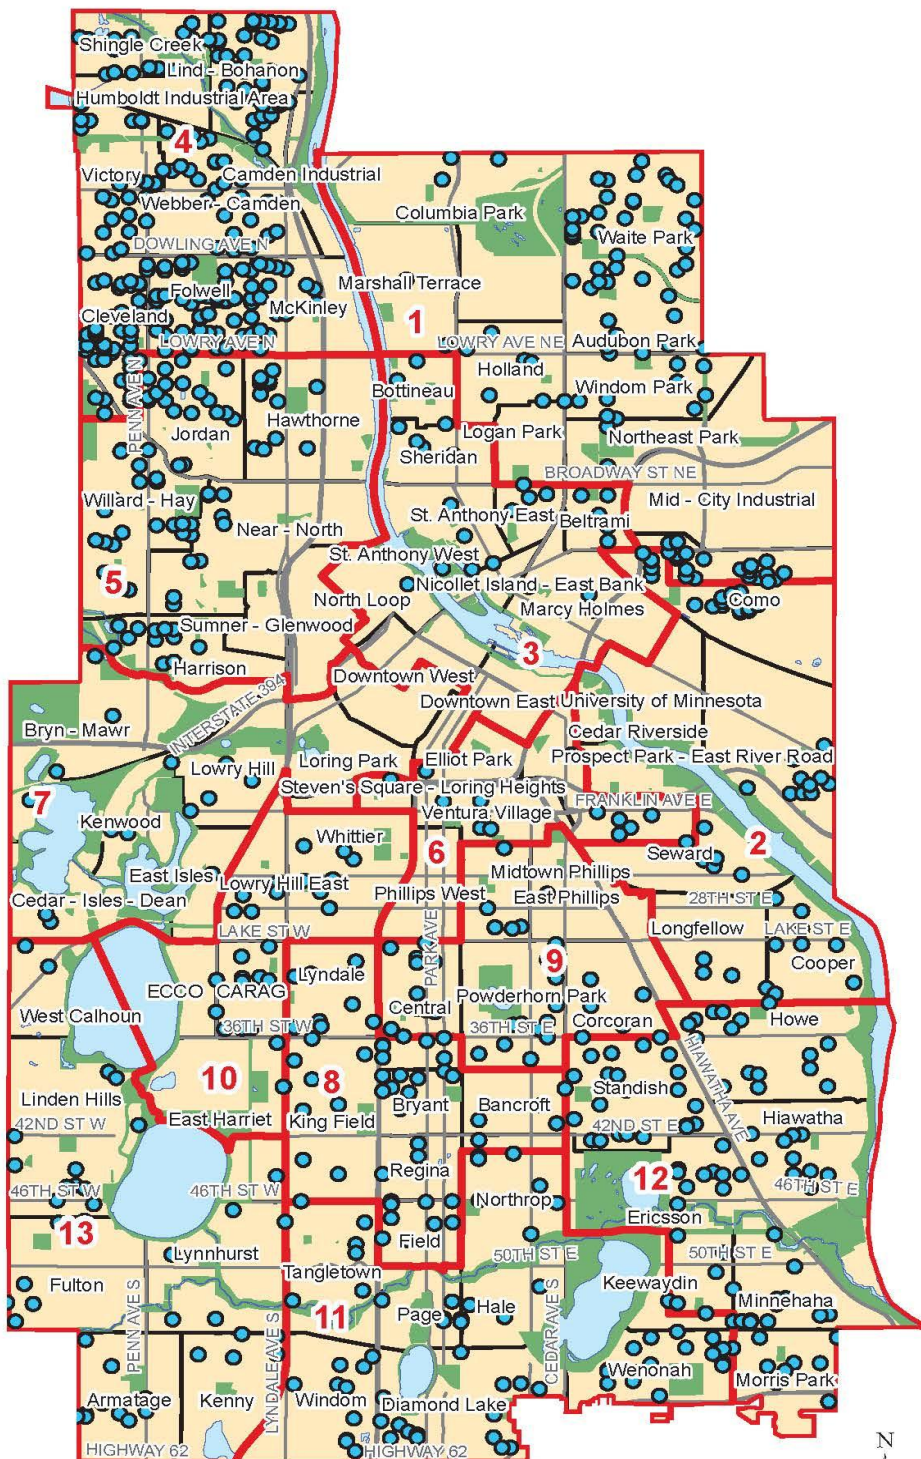 Shingle Creek
Lind - Bohanon
Humboldt Industrial Area
4
Victory
Camden Industrial
Webber - Camden
Columbia Park
DOWLING AVE N
Waite Park
Folwell
Marshall Terrace
Cleveland
McKinley
1
LOWRY AVE N
LOWRY AVE NE
Audubon Park
Holland
PENN AVE N
Bottineau
Windom Park
Hawthorne
Jordan
Logan Park
Northeast Park
Sheridan
BROADWAY ST NE
Willard - Hay
Mid - City Industrial
Near - North
St. Anthony East
Beltrami
St. Anthony West
5
Nicollet Island - East Bank
North Loop
Como
Marcy Holmes
Sumner - Glenwood
3
Harrison
Downtown West
INTERSTATE 394
Downtown East
University of Minnesota
Bryn - Mawr
Cedar Riverside
Loring Park
Elliot Park
Prospect Park - East River Road
Lowry Hill
Steven's Square - Loring Heights
7
FRANKLIN AVE E
Ventura Village
Kenwood
Whittier
6
2
Seward
East Isles
Midtown Phillips
Lowry Hill East
Phillips West
East Phillips
28TH ST E
Cedar - Isles - Dean
LAKE ST W
PARK AVE
Longfellow
LAKE ST E
Lyndale
9
Cooper
ECCO
CARAG
Powderhorn Park
West Calhoun
Central
36TH ST W
36TH ST E
Corcoran
Howe
HIAWATHA AVE
10
8
Standish
Linden Hills
Bryant
Bancroft
42ND ST W
East Harriet
King Field
42ND ST E
Hiawatha
Regina
12
46TH ST W
46TH ST W
46TH ST E
Northrop
13
Ericsson
Field
Lynnhurst
50TH ST E
50TH ST E
Tangletown
Fulton
Keewaydin
PENN AVE S
11
Page
Hale
CEDAR AVE S
Minnehaha
LYNDALE AVE S
Wenonah
Morris Park
Armatage
Kenny
Windom
Diamond Lake
HIGHWAY 62
HIGHWAY 62
N